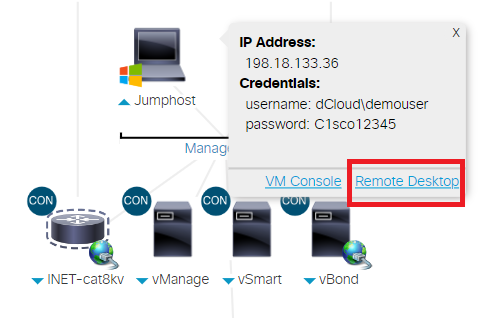 X
IP Address:
198.18.133.36
Credentials:
username: dCloud\demouser
password: C1sco12345
Jumphost
Manage
VM Console Remote Desktop
CON CON CON CON
INET-cat8kv vManage vSmart vBond